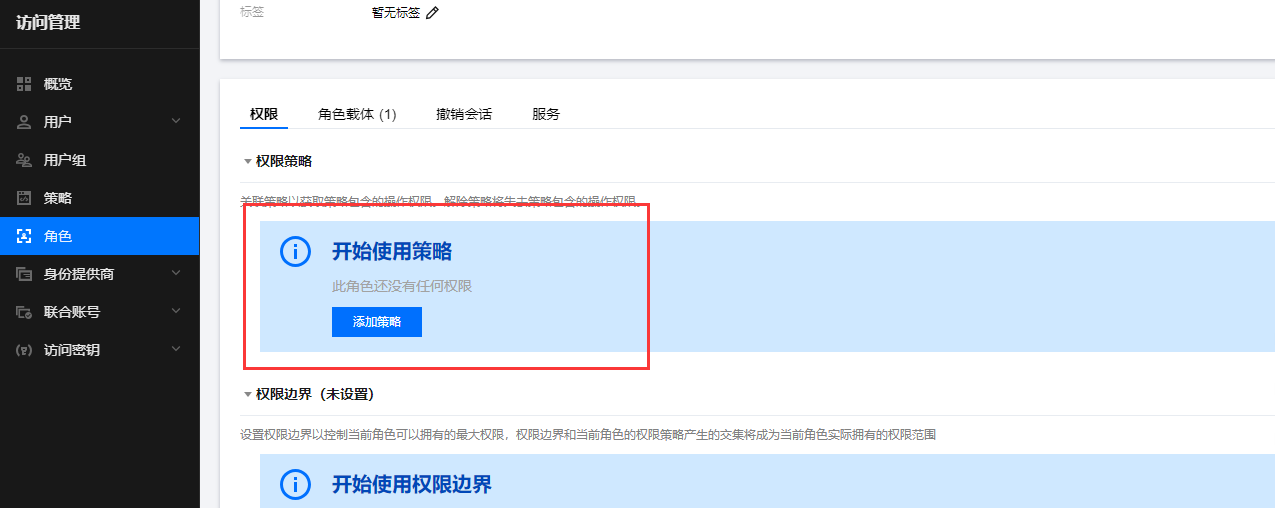 访问管理
概览
用户
用户组
策略
角色
身份提供商
联合账号
访问密钥
标签 暂无标签
权限 角色载体 (1) 撤销会话 服务
权限策略
关联策略以获取策略包含的操作权限。解除策略将失去策略包含的操作权限。
开始使用策略
此角色还没有任何权限
添加策略
权限边界（未设置）
设置权限边界以控制当前角色可以拥有的最大权限，权限边界和当前角色的权限策略产生的交集将成为当前角色实际拥有的权限范围
开始使用权限边界